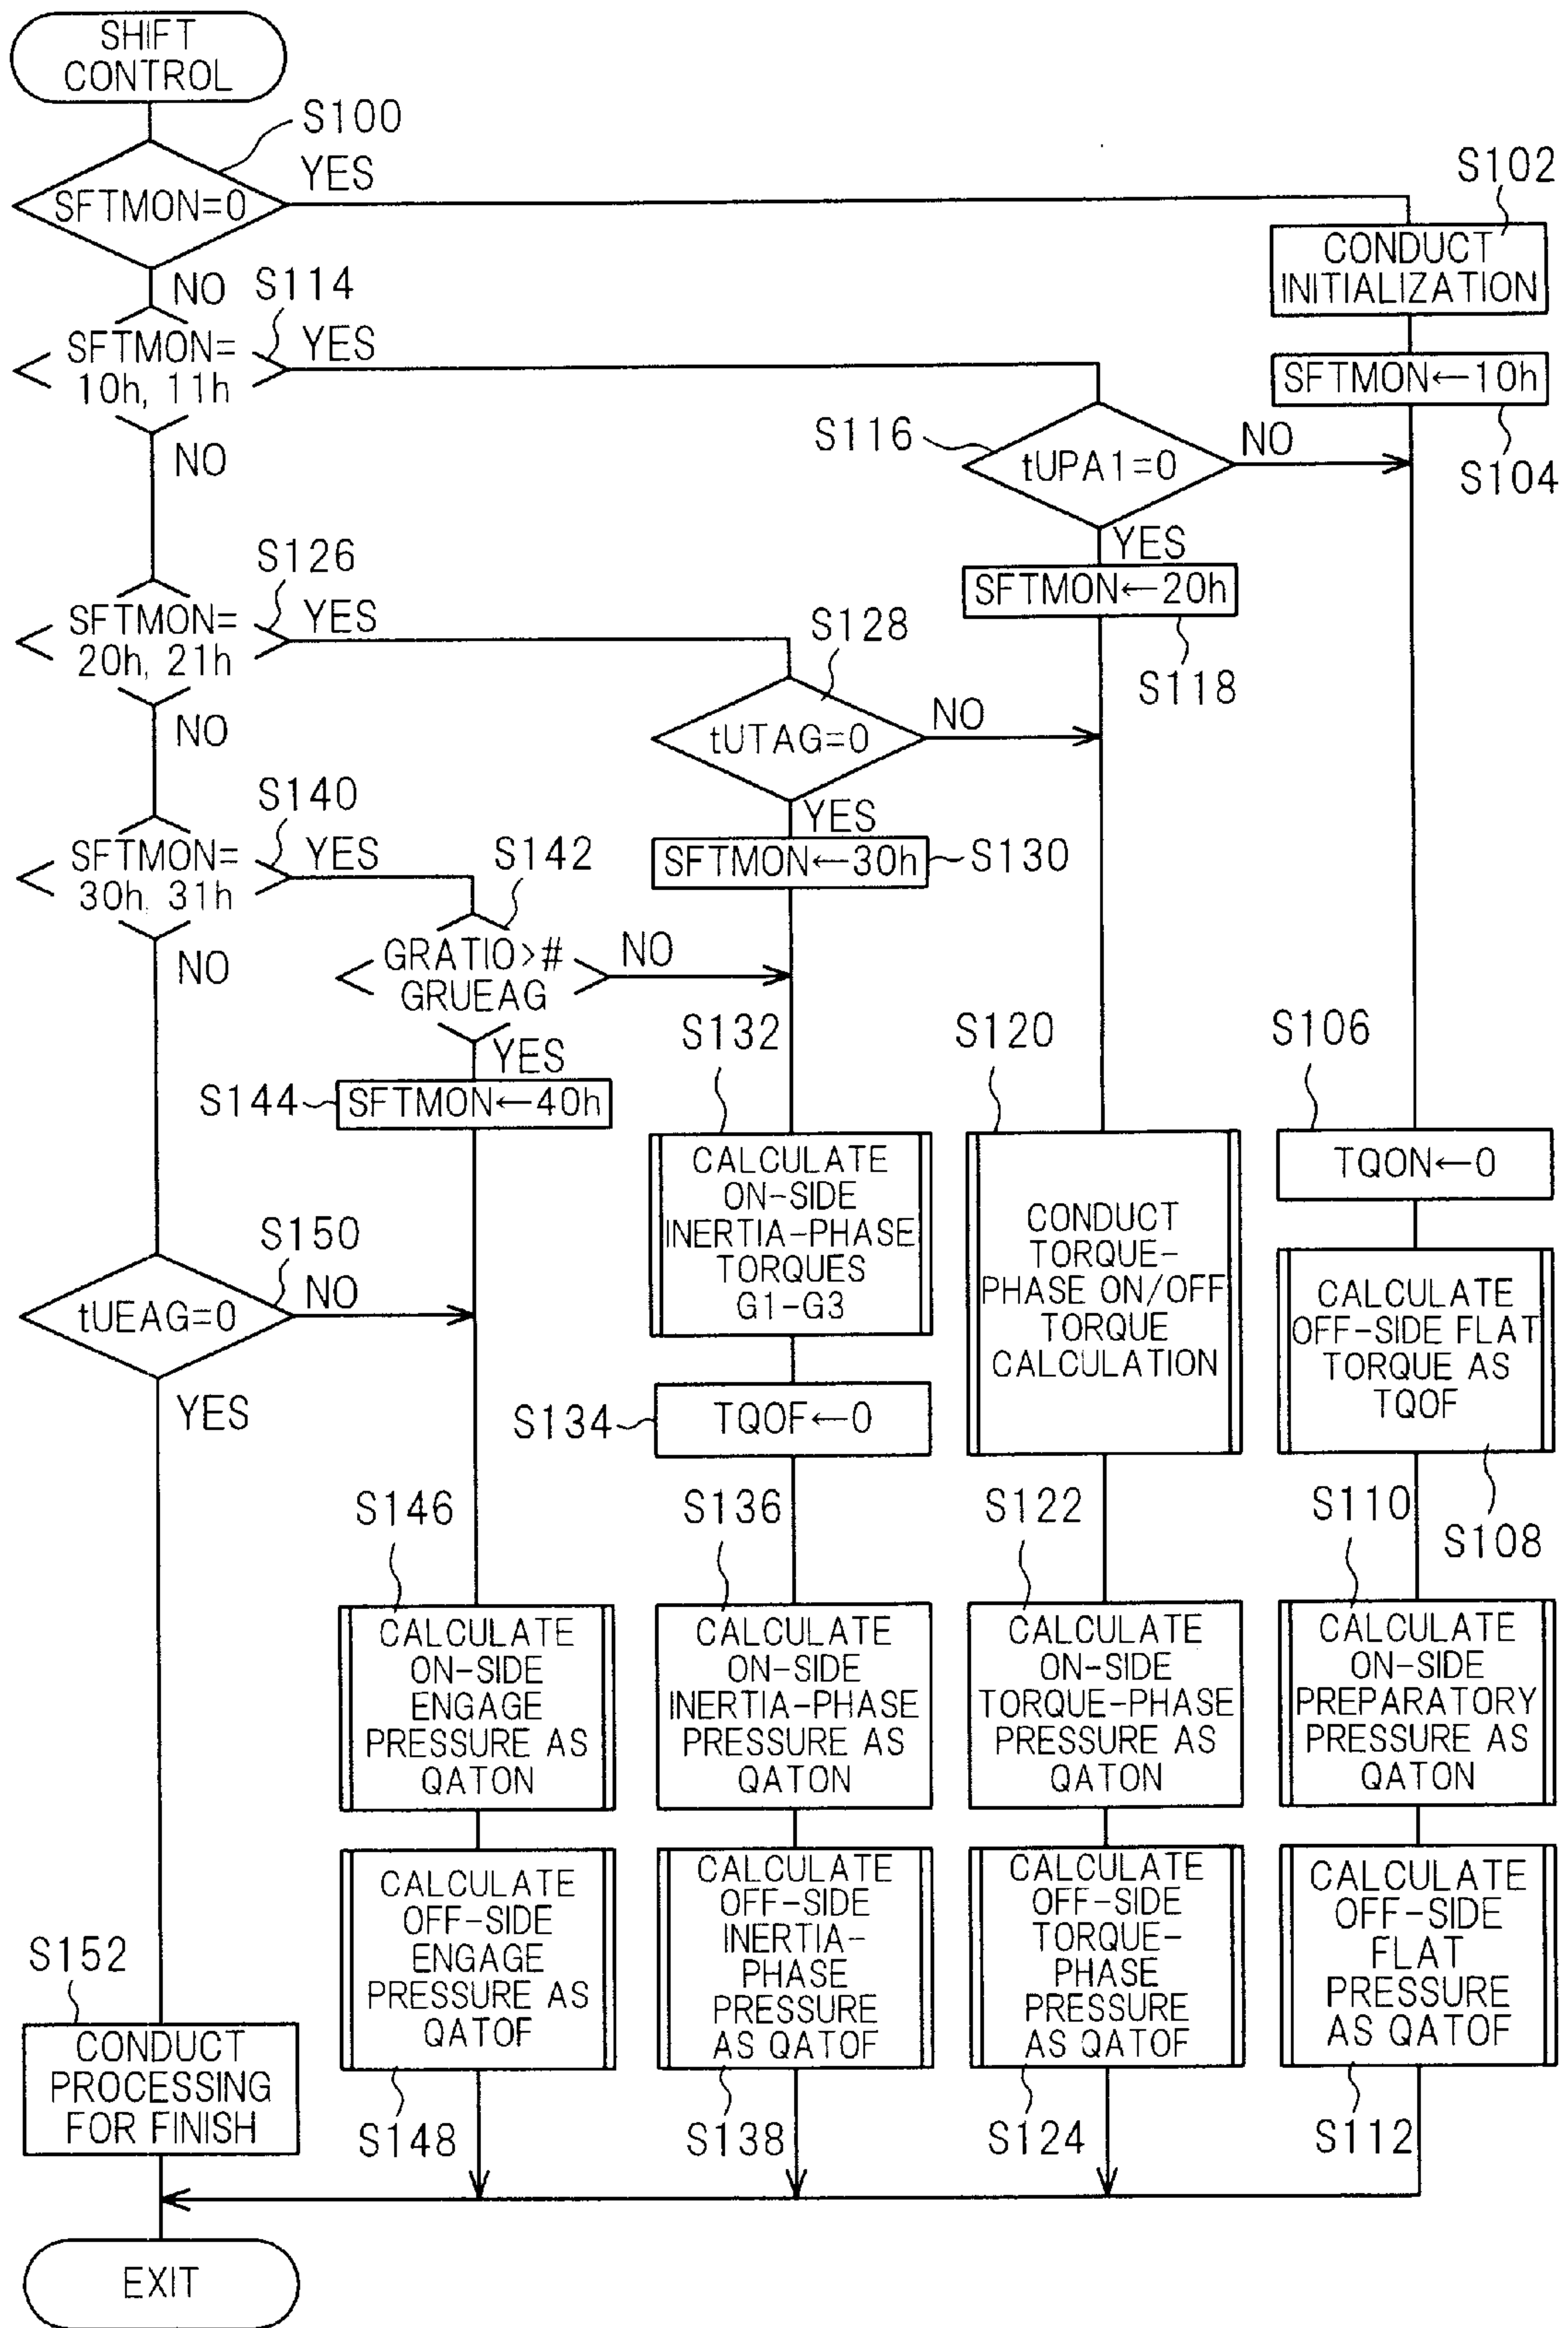 SHIFT
CONTROL
S100
SFTMON=0
YES
NO
S102
CONDUCT
INITIALIZATION
SFTMON←10h
S104
S114
SFTMON=
10h, 11h
YES
NO
S116
tUPA1=0
NO
YES
SFTMON←20h
S118
S126
SFTMON=
20h, 21h
YES
NO
S128
tUTAG=0
NO
YES
SFTMON←30h
S130
S140
SFTMON=
30h, 31h
YES
NO
S142
GRATIO>#
GRUEAG
NO
YES
S144
SFTMON←40h
S132
CALCULATE
ON-SIDE
INERTIA-PHASE
TORQUES
G1-G3
S120
CONDUCT
TORQUE-
PHASE ON/OFF
TORQUE
CALCULATION
S106
TQON←0
CALCULATE
OFF-SIDE FLAT
TORQUE AS
TQOF
S108
S150
tUEAG=0
NO
YES
S134
TQOF←0
S146
CALCULATE
ON-SIDE
ENGAGE
PRESSURE AS
QATON
S136
CALCULATE
ON-SIDE
INERTIA-PHASE
PRESSURE AS
QATON
S122
CALCULATE
ON-SIDE
TORQUE-PHASE
PRESSURE AS
QATON
S110
CALCULATE
ON-SIDE
PREPARATORY
PRESSURE AS
QATON
CALCULATE
OFF-SIDE
ENGAGE
PRESSURE AS
QATOF
S148
CALCULATE
OFF-SIDE
INERTIA-
PHASE
PRESSURE
AS QATOF
S138
CALCULATE
OFF-SIDE
TORQUE-
PHASE
PRESSURE
AS QATOF
S124
CALCULATE
OFF-SIDE
FLAT
PRESSURE
AS QATOF
S112
S152
CONDUCT
PROCESSING
FOR FINISH
EXIT